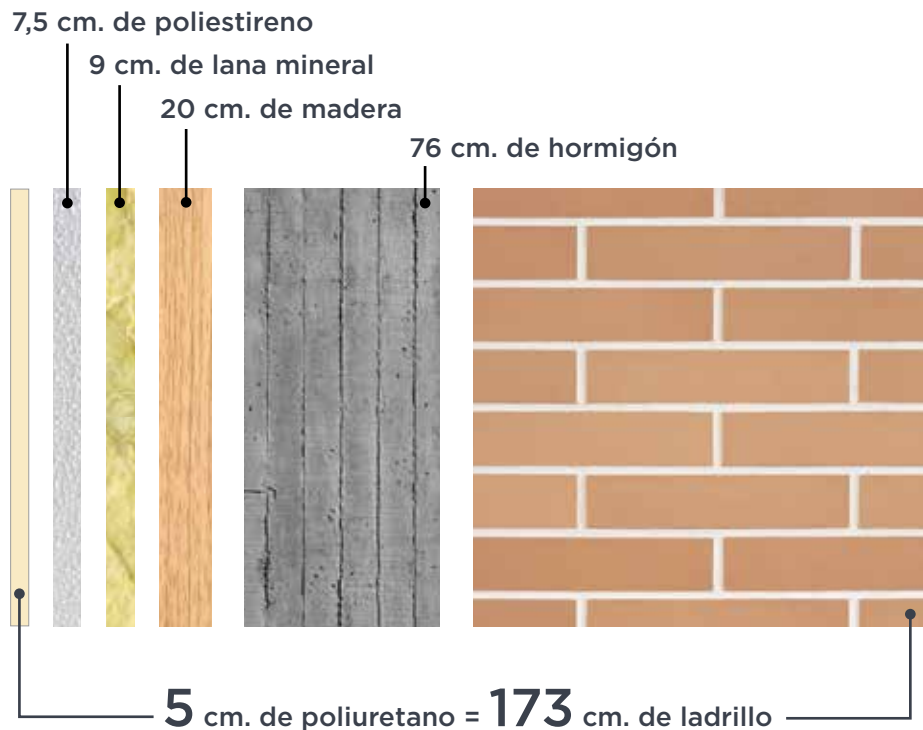 7,5 cm. de poliestireno
9 cm. de lana mineral
20 cm. de madera
76 cm. de hormigón
5 cm. de poliuretano = 173 cm. de ladrillo